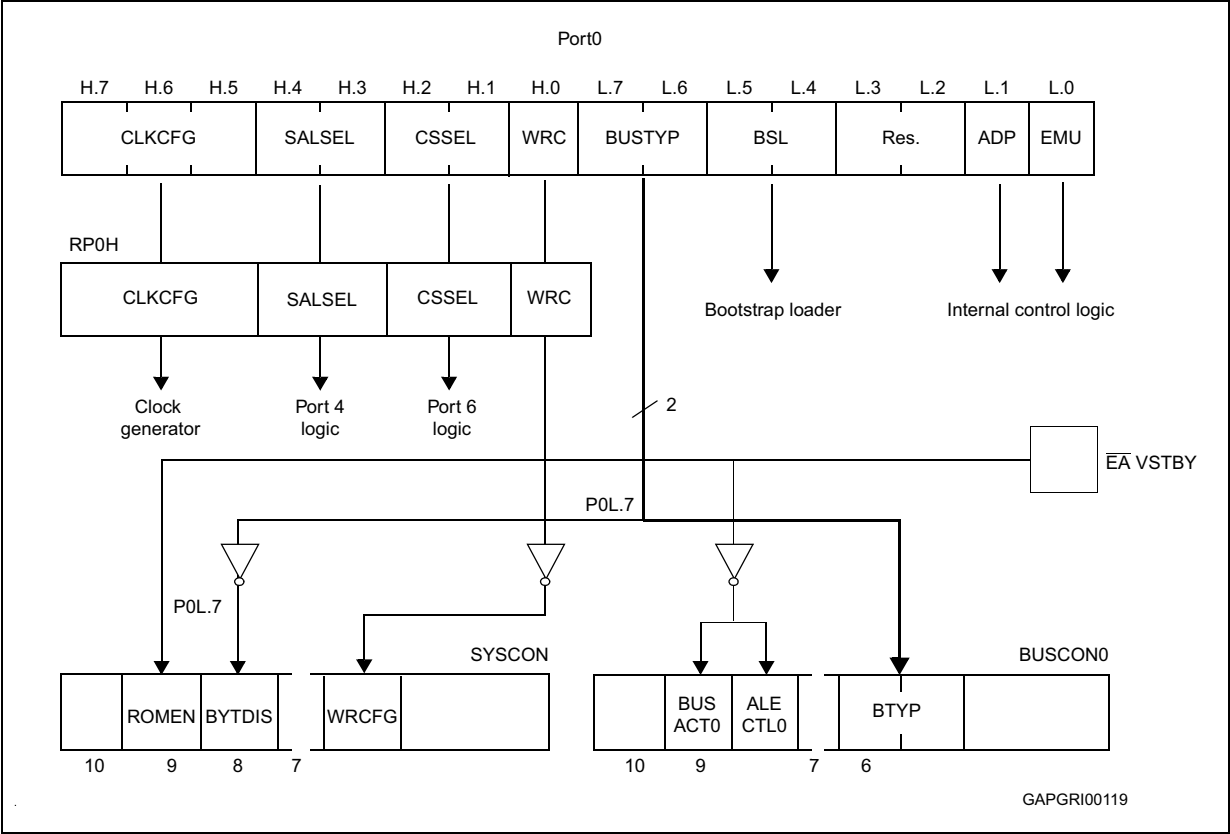 Port0
H.7 H.6 H.5 H.4 H.3 H.2 H.1 H.0 L.7 L.6 L.5 L.4 L.3 L.2 L.1 L.0
CLKCFG SALSEL CSSEL WRC BUSTYP BSL Res. ADP EMU
RP0H
CLKCFG SALSEL CSSEL WRC
Bootstrap loader
Internal control logic
Clock
generator
Port 4
logic
Port 6
logic
2
EA VSTBY
P0L.7
P0L.7
SYSCON
BUSCON0
ROMEN BYTDIS WRCFG
BUS
ACT0
ALE
CTL0
BTYP
10 9 8 7
10 9 7 6
GAPGRI00119